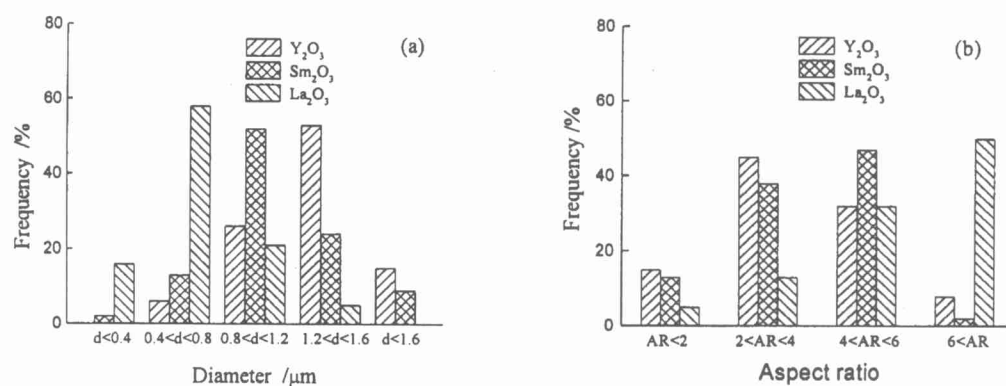 80
60
40
20
0
Frequency /%
Y₂O₃
Sm₂O₃
La₂O₃
(a)
d<0.4 0.4<d<0.8 0.8<d<1.2 1.2<d<1.6 d<1.6
Diameter /μm
80
60
40
20
0
Frequency /%
Y₂O₃
Sm₂O₃
La₂O₃
(b)
AR<2 2<AR<4 4<AR<6 6<AR
Aspect ratio